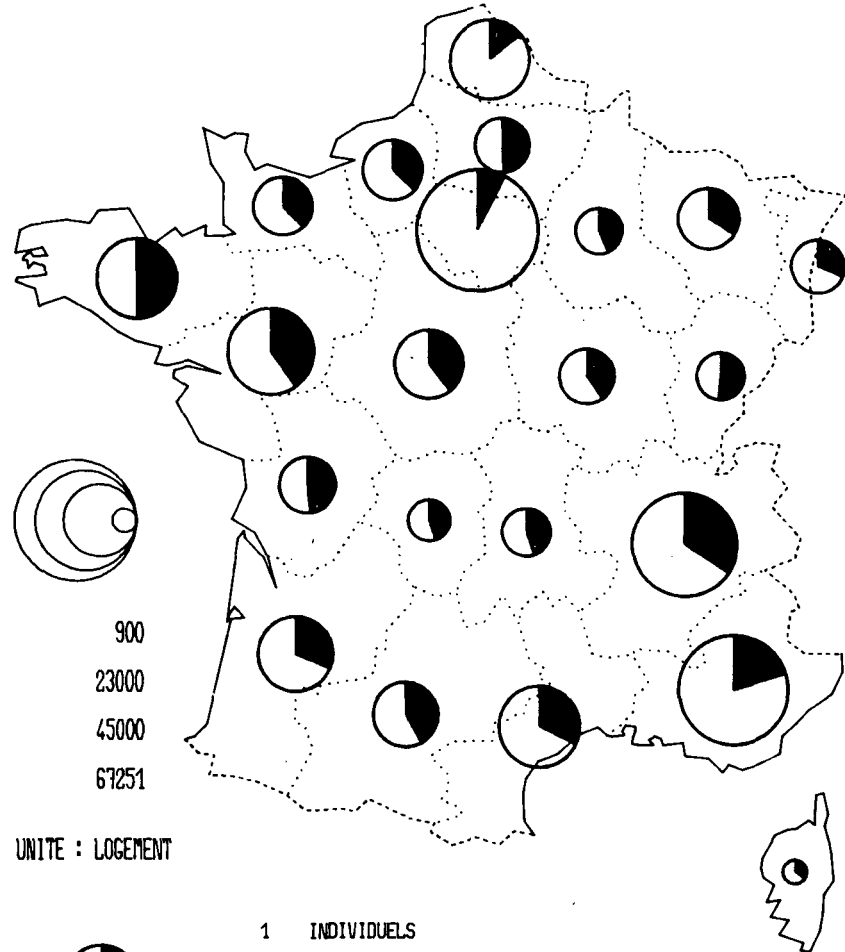 900
23000
45000
67251
UNITE : LOGEMENT
1 INDIVIDUELS